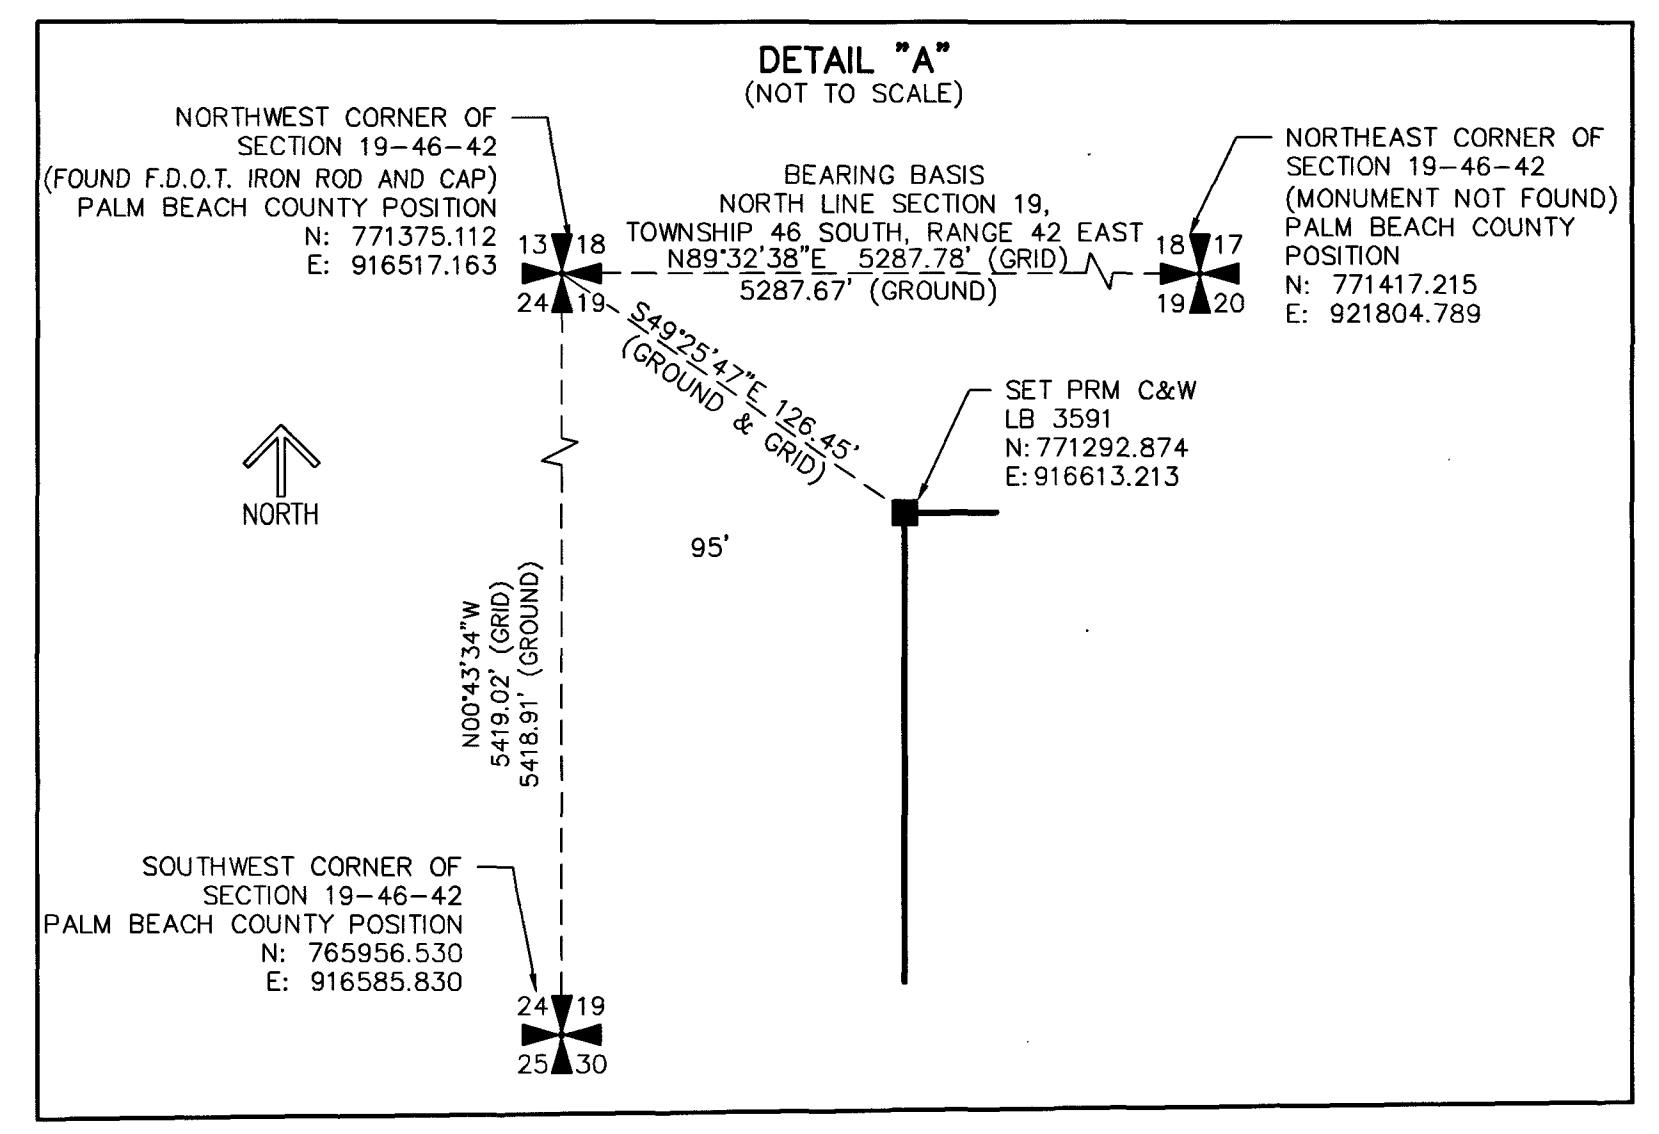 DETAIL "A"
(NOT TO SCALE)
NORTHWEST CORNER OF
SECTION 19-46-42
(FOUND F.D.O.T. IRON ROD AND CAP)
PALM BEACH COUNTY POSITION
N: 771375.112
E: 916517.163
13 18
24 19
BEARING BASIS
NORTH LINE SECTION 19,
TOWNSHIP 46 SOUTH, RANGE 42 EAST
N89°32'38"E 5287.78' (GRID)
5287.67' (GROUND)
18 17
19 20
NORTHEAST CORNER OF
SECTION 19-46-42
(MONUMENT NOT FOUND)
PALM BEACH COUNTY
POSITION
N: 771417.215
E: 921804.789
S49°25'47"E 126.45'
(GROUND & GRID)
SET PRM C&W
LB 3591
N: 771292.874
E: 916613.213
NORTH
95'
N00°43'34"W
5419.02' (GRID)
5418.91' (GROUND)
SOUTHWEST CORNER OF
SECTION 19-46-42
PALM BEACH COUNTY POSITION
N: 765956.530
E: 916585.830
24 19
25 30